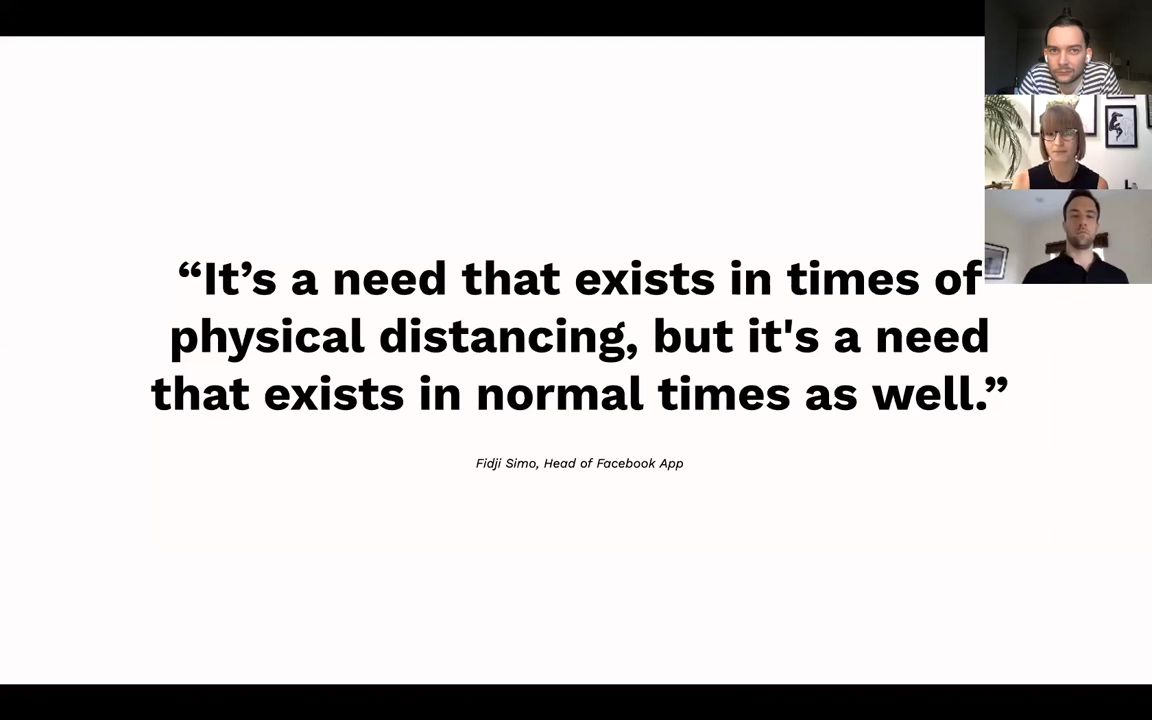 “It’s a need that exists in times of
physical distancing, but it's a need
that exists in normal times as well.”
Fidji Simo, Head of Facebook App